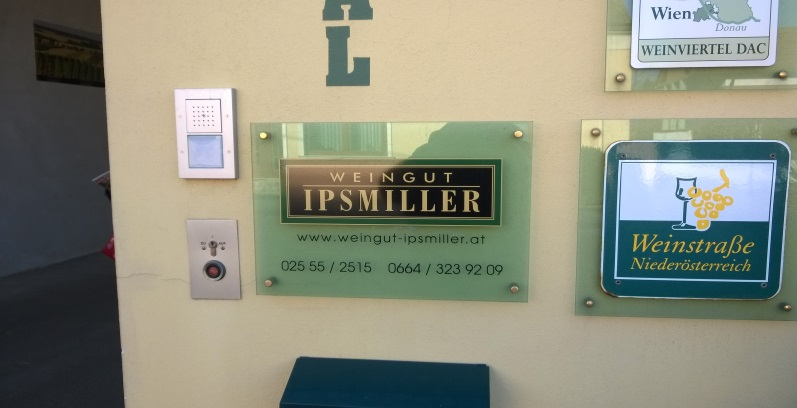 AL
Wien
Donau
WEINVIERTEL DAC
WEINGUT
IPSMILLER
www.weingut-ipsmiller.at
025 55 / 2515 0664 / 323 92 09
Weinstraße
Niederösterreich